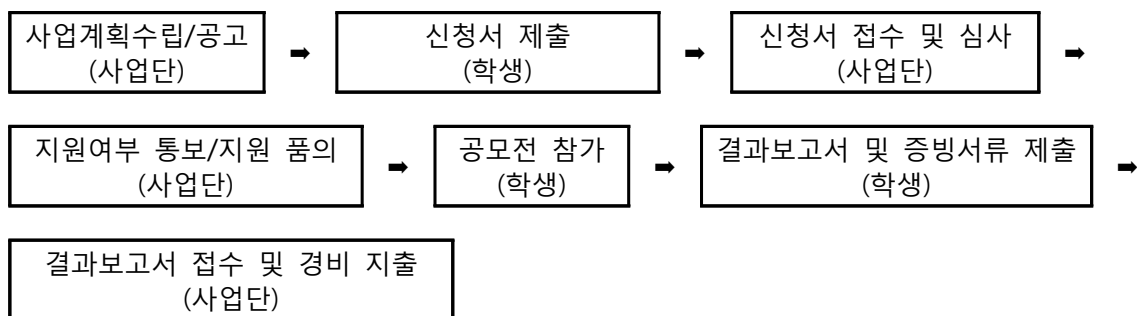 사업계획수립/공고
(사업단)
➡
신청서 제출
(학생)
➡
신청서 접수 및 심사
(사업단)
➡
지원여부 통보/지원 품의
(사업단)
➡
공모전 참가
(학생)
➡
결과보고서 및 증빙서류 제출
(학생)
➡
결과보고서 접수 및 경비 지출
(사업단)